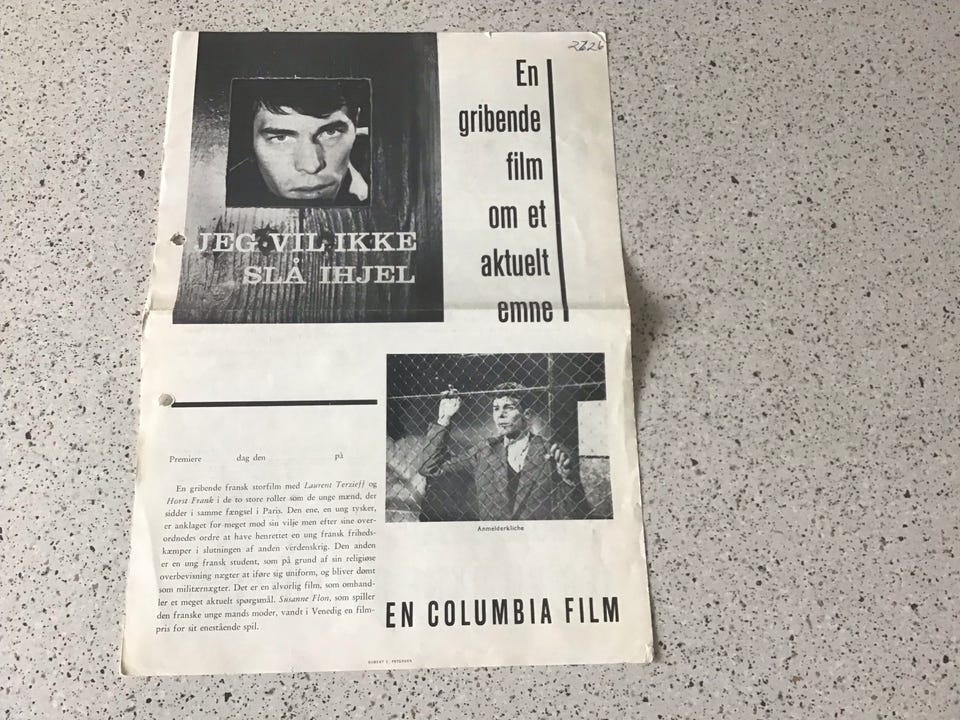 En
gribende
film
om et
aktuelt
emne
JEG VIL IKKE
SLÅ IHJEL
Premiere dag den på
En gribende fransk storfilm med Laurent Terzieff og
Horst Frank i de to store roller som de unge mænd, der
sidder i samme fængsel i Paris. Den ene, en ung tysker,
er anklaget for meget mod sin vilje men efter sine over-
ordnedes ordre at have henrettet en ung fransk friheds-
kæmper i slutningen af anden verdenskrig. Den anden
er en ung fransk student, som på grund af sin religiøse
overbevisning nægter at iføre sig uniform, og bliver dømt
som militærnægter. Det er en alvorlig film, som omhand-
ler et meget aktuelt spørgsmål. Susanne Flon, som spiller
den franske unge mands moder, vandt i Venedig en film-
pris for sit enestående spil.
Anmelderkliche
EN COLUMBIA FILM